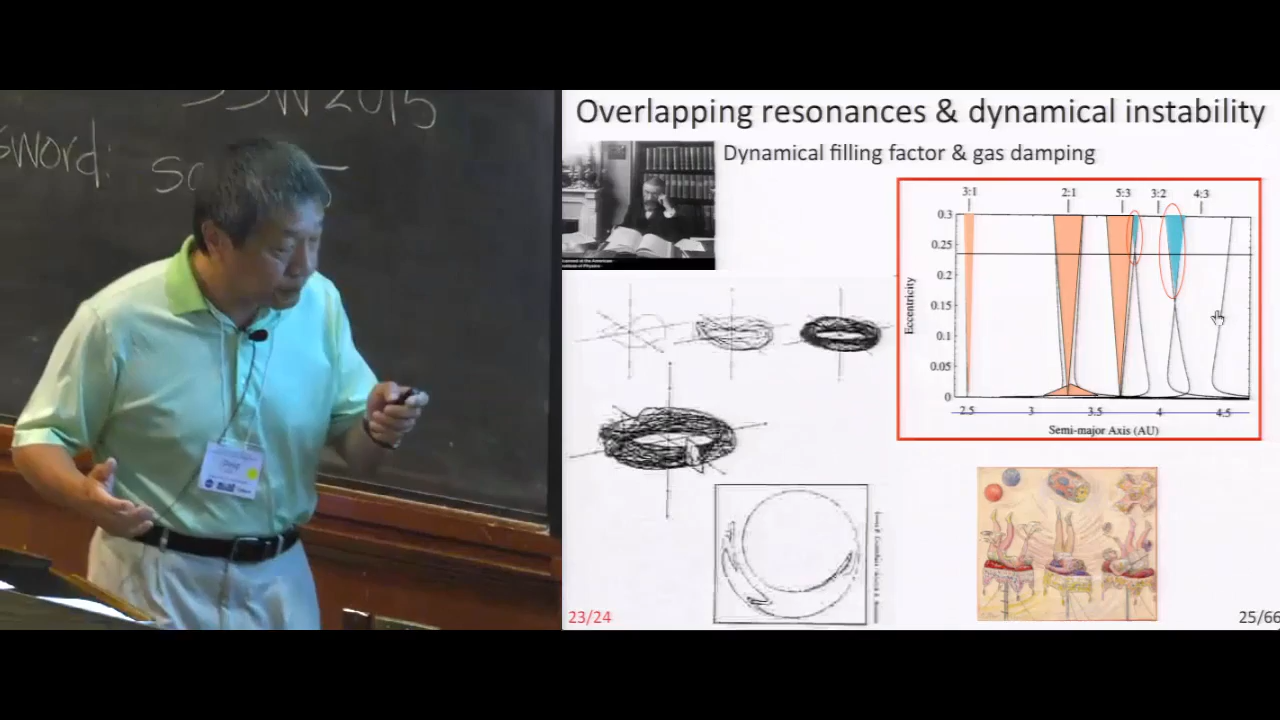 SSW 2015
sword:
Overlapping resonances & dynamical instability
Dynamical filling factor & gas damping
3:1 2:1 5:3 3:2 4:3
0.3
0.25
0.2
0.15
0.1
0.05
0
Eccentricity
2.5 3 3.5 4 4.5
Semi-major Axis (AU)
23/24
25/66